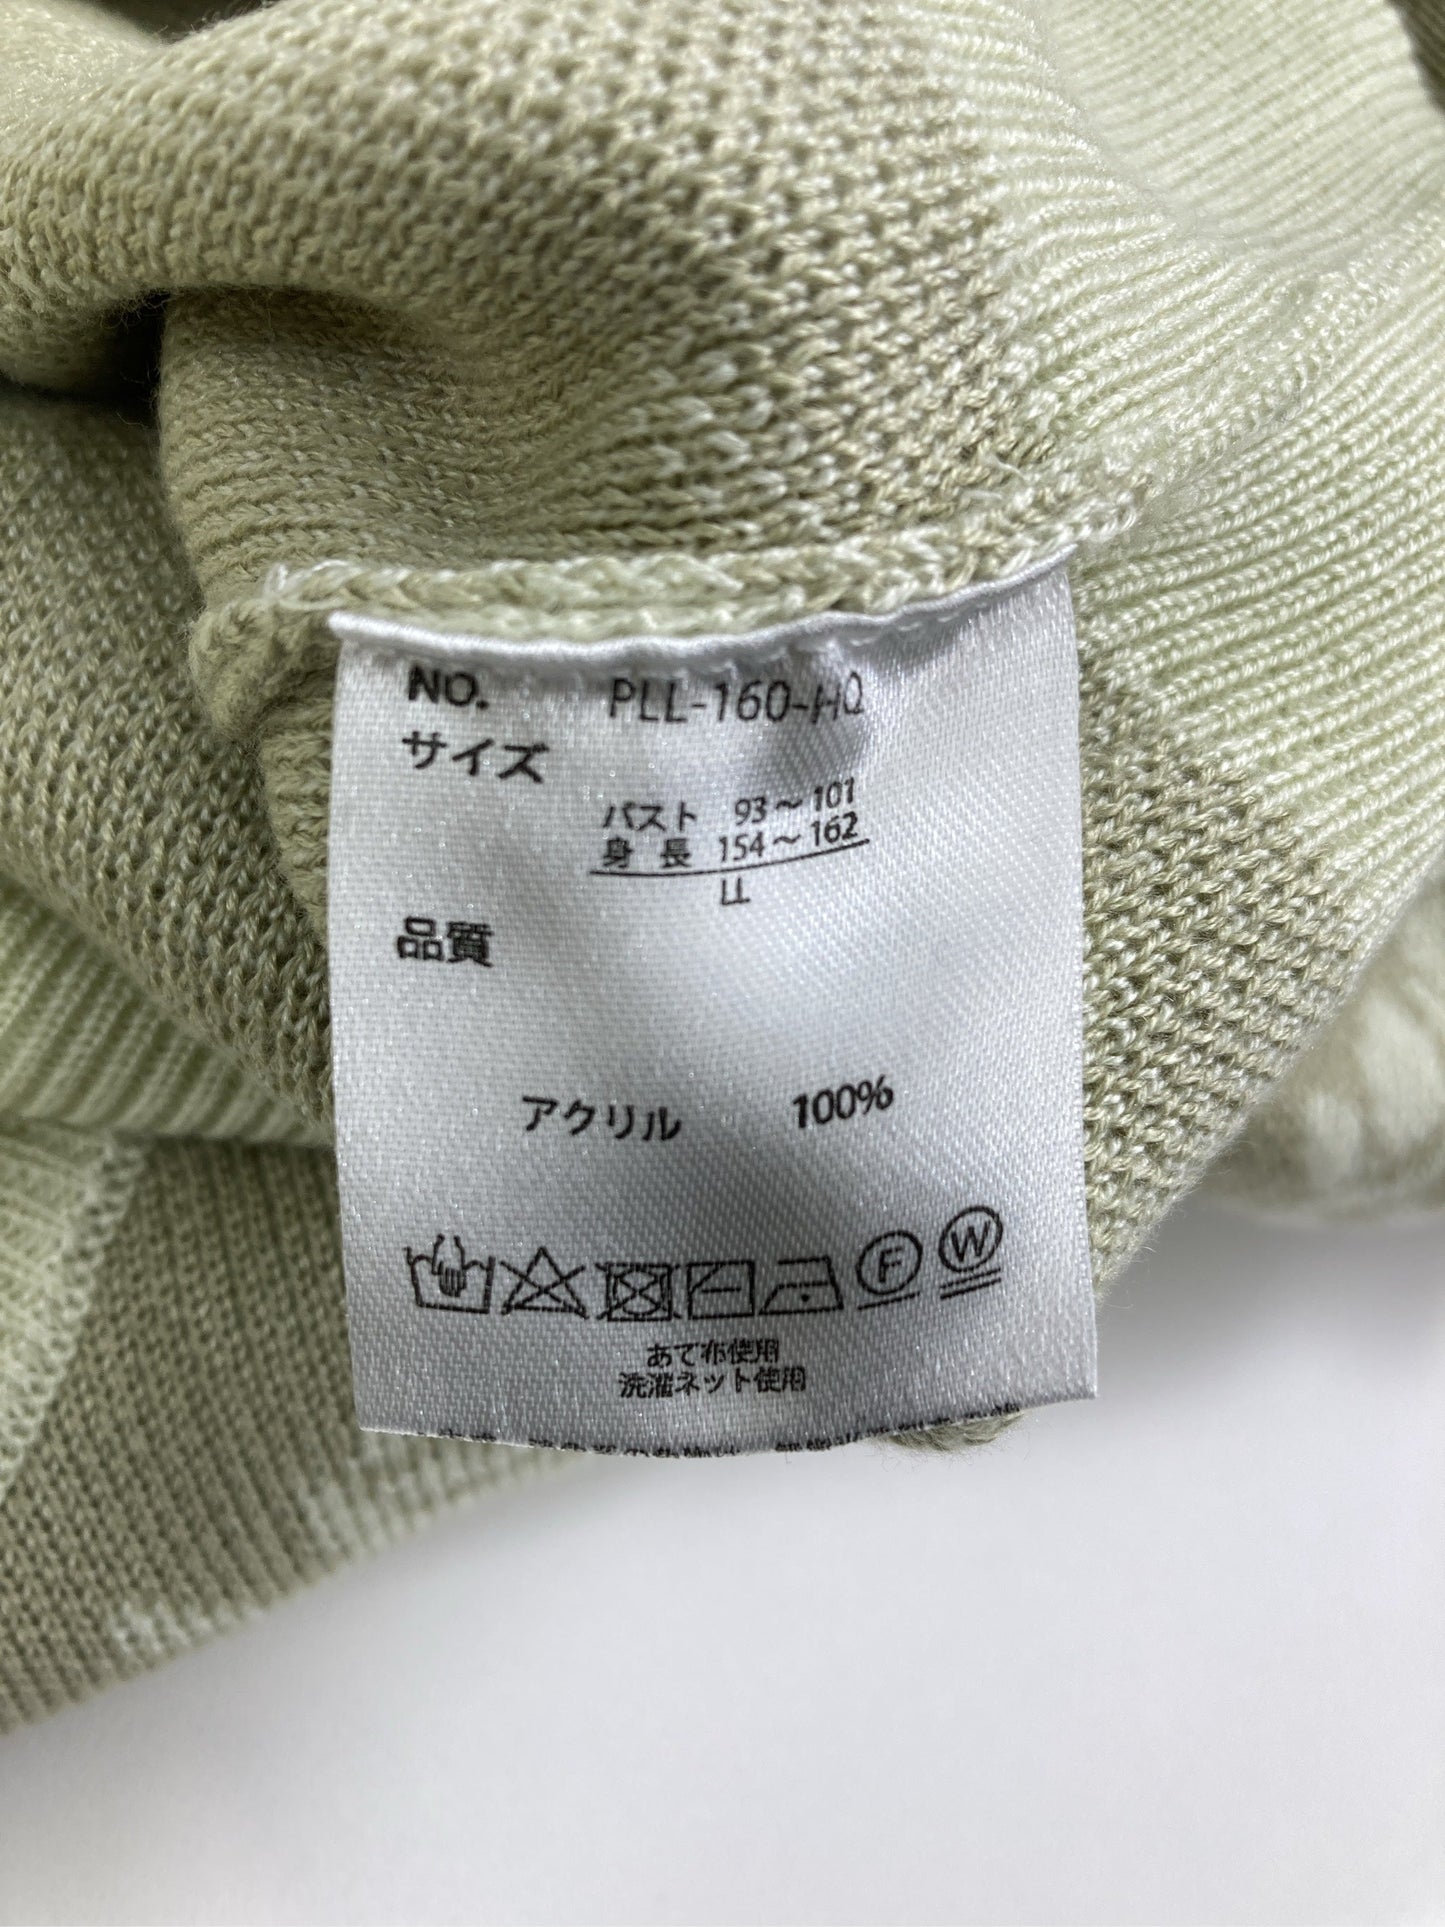 NO. PLL-160-HQ
サイズ
バスト 93～101
身長 154～162
LL
品質
アクリル 100%
F W
あて布使用
洗濯ネット使用